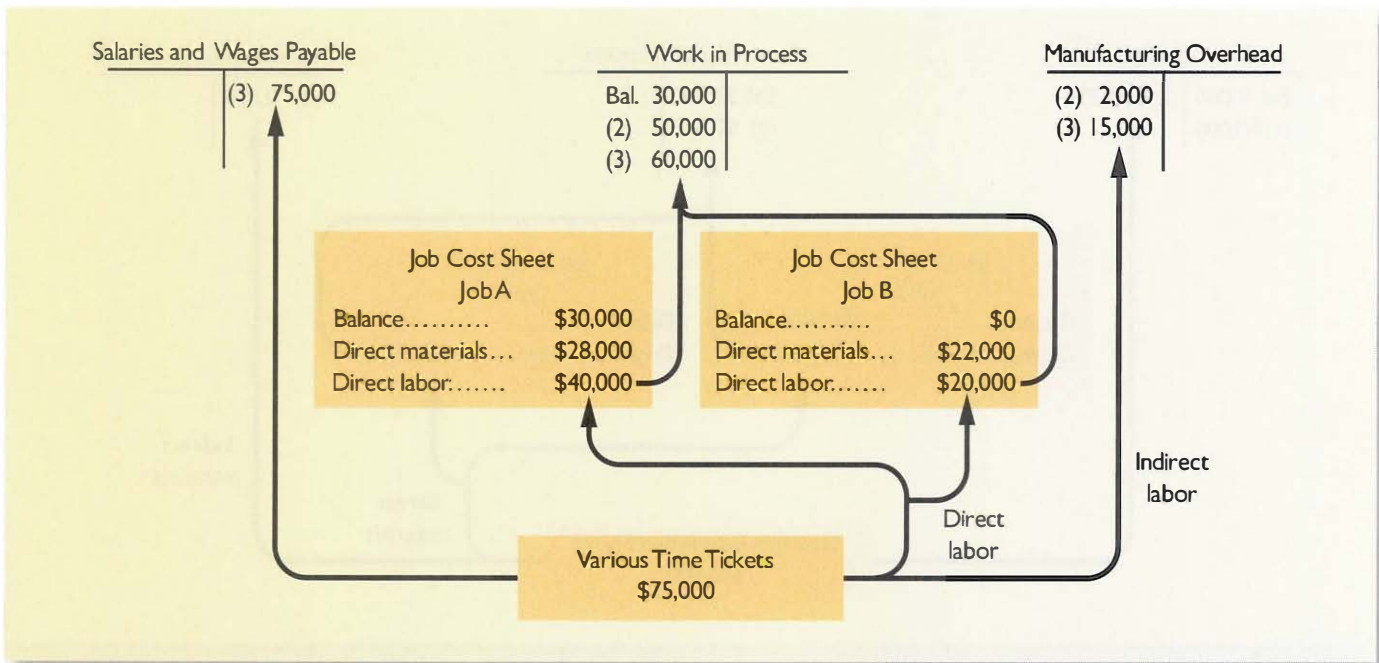 Salaries and Wages Payable
(3) 75,000
Work in Process
Bal. 30,000
(2) 50,000
(3) 60,000
Manufacturing Overhead
(2) 2,000
(3) 15,000
Job Cost Sheet
Job A
Balance.......... $30,000
Direct materials... $28,000
Direct labor....... $40,000
Job Cost Sheet
Job B
Balance.......... $0
Direct materials... $22,000
Direct labor....... $20,000
Indirect
labor
Direct
labor
Various Time Tickets
$75,000